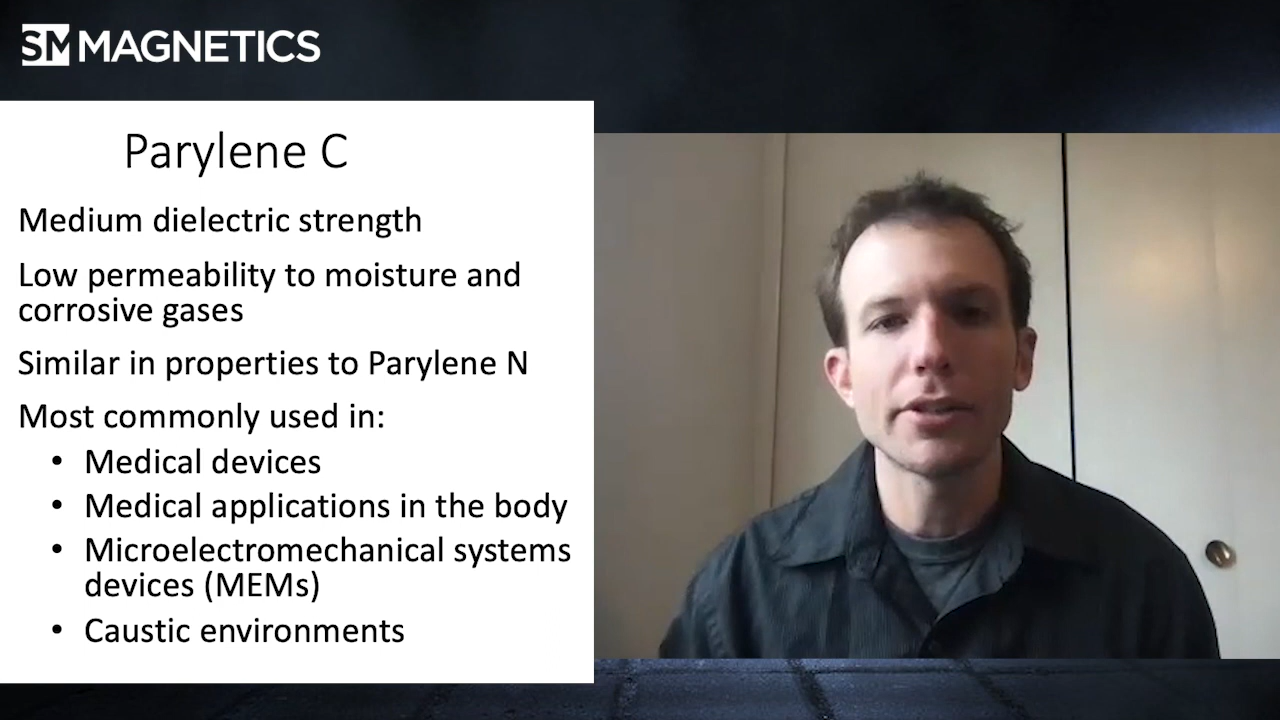 SM MAGNETICS
Parylene C
Medium dielectric strength
Low permeability to moisture and
corrosive gases
Similar in properties to Parylene N
Most commonly used in:
• Medical devices
• Medical applications in the body
• Microelectromechanical systems
devices (MEMs)
• Caustic environments